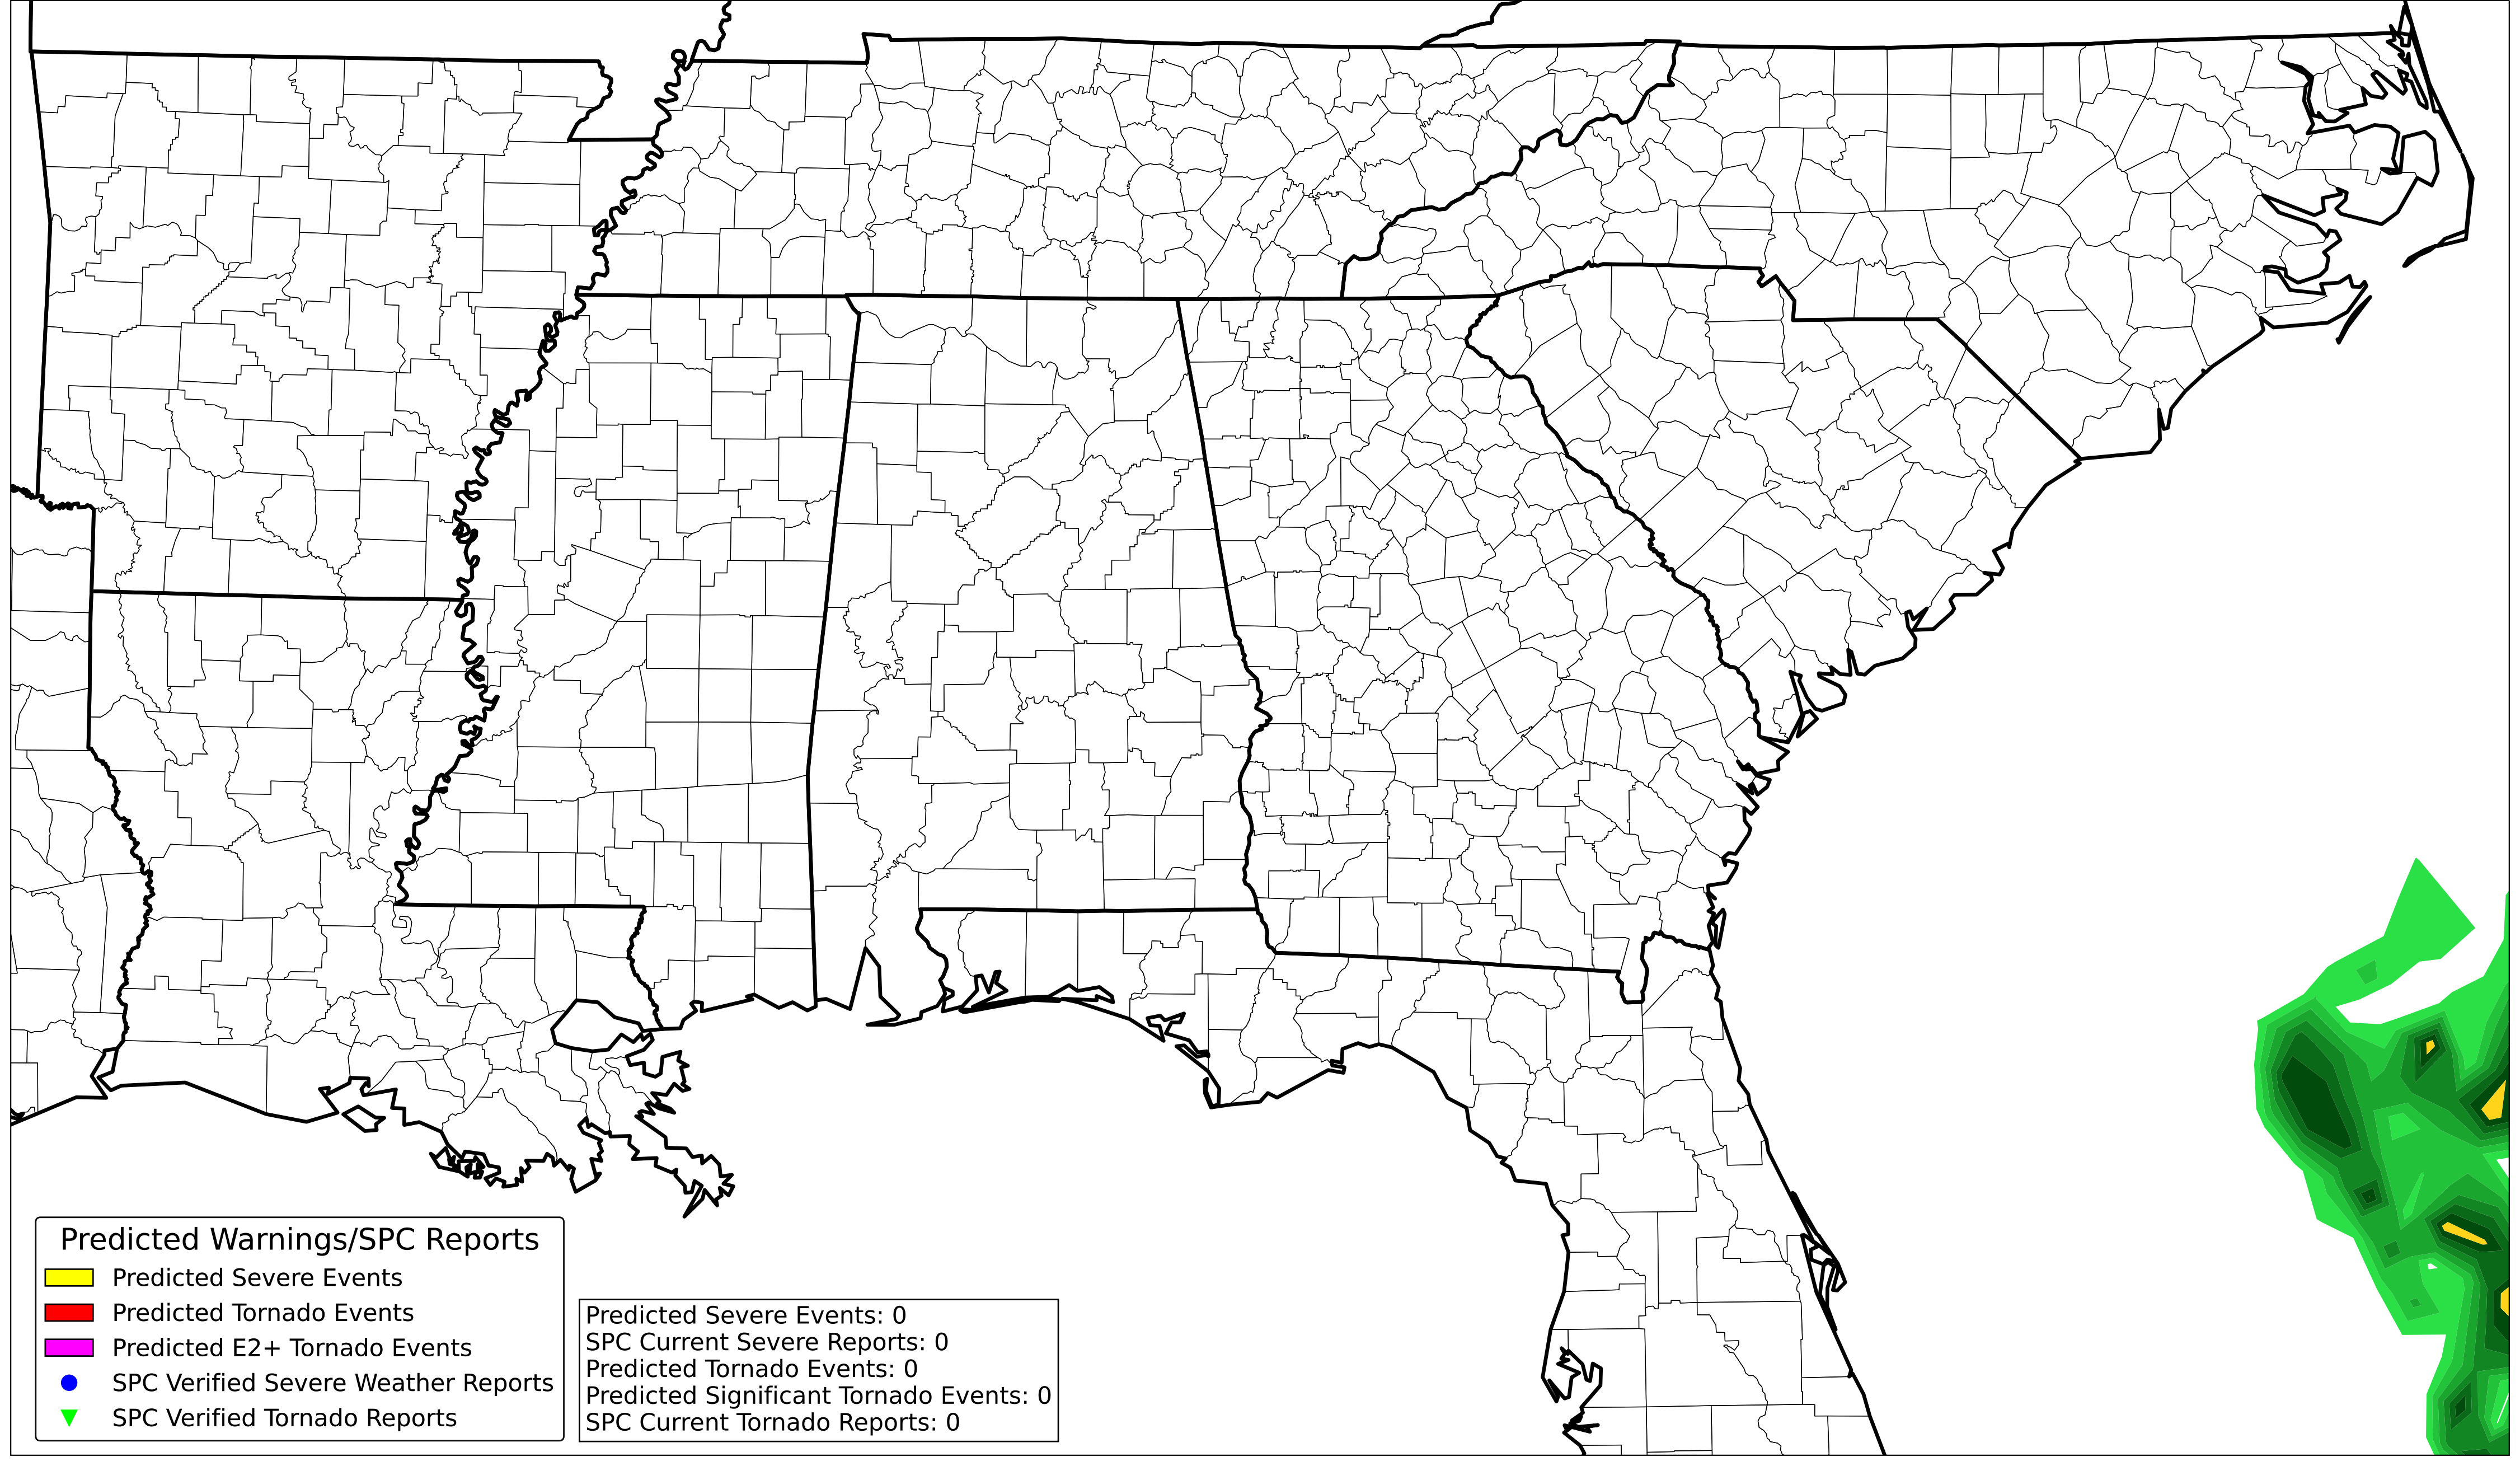 Predicted Warnings/SPC Reports
Predicted Severe Events
Predicted Tornado Events
Predicted E2+ Tornado Events
SPC Verified Severe Weather Reports
SPC Verified Tornado Reports
Predicted Severe Events: 0
SPC Current Severe Reports: 0
Predicted Tornado Events: 0
Predicted Significant Tornado Events: 0
SPC Current Tornado Reports: 0